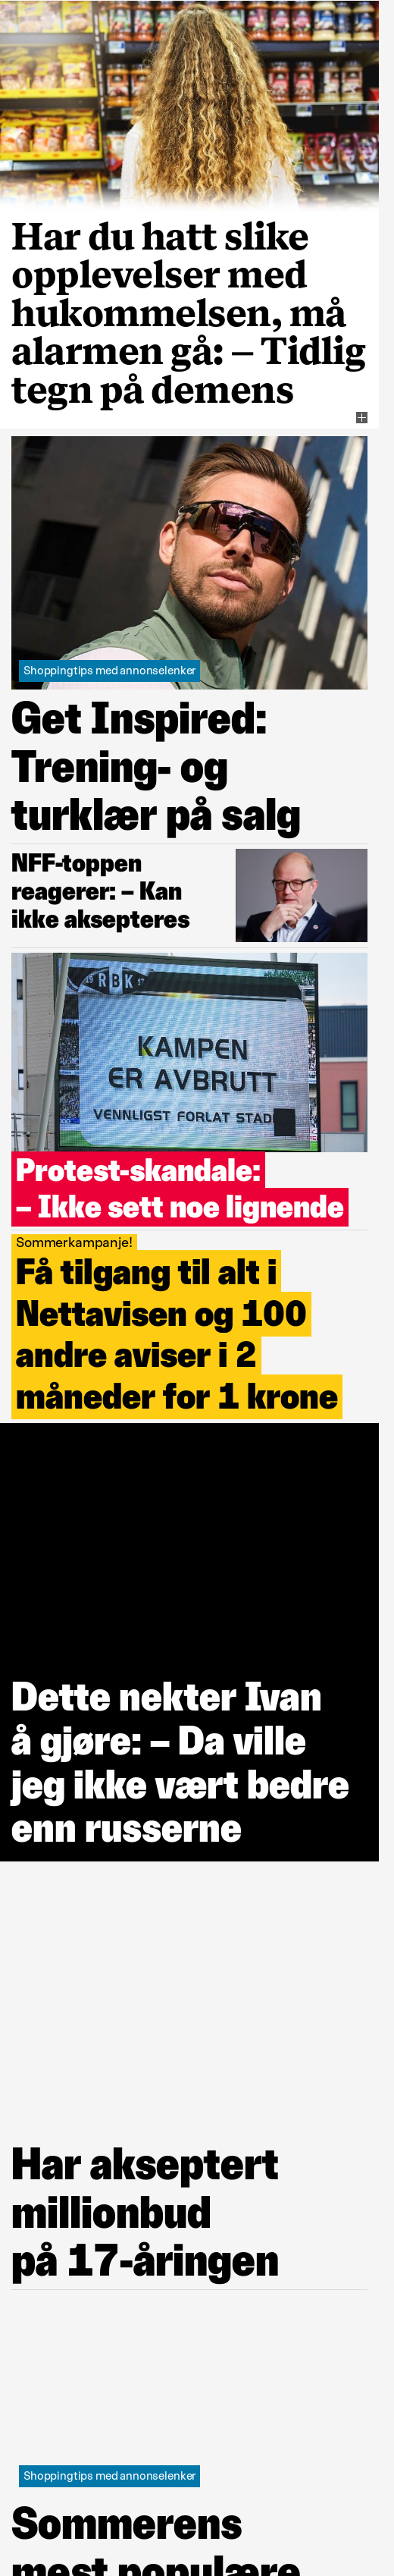 Har du hatt slike
opplevelser med
hukommelsen, må
alarmen gå: – Tidlig
tegn på demens
Shoppingtips med annonselenker
Get Inspired:
Trening- og
turklær på salg
NFF-toppen
reagerer: – Kan
ikke aksepteres
RBK
KAMPEN
ER AVBRUTT
VENNLIGST FORLAT STAD
Protest-skandale:
– Ikke sett noe lignende
Sommerkampanje!
Få tilgang til alt i
Nettavisen og 100
andre aviser i 2
måneder for 1 krone
Dette nekter Ivan
å gjøre: – Da ville
jeg ikke vært bedre
enn russerne
Har akseptert
millionbud
på 17-åringen
Shoppingtips med annonselenker
Sommerens
mest populære